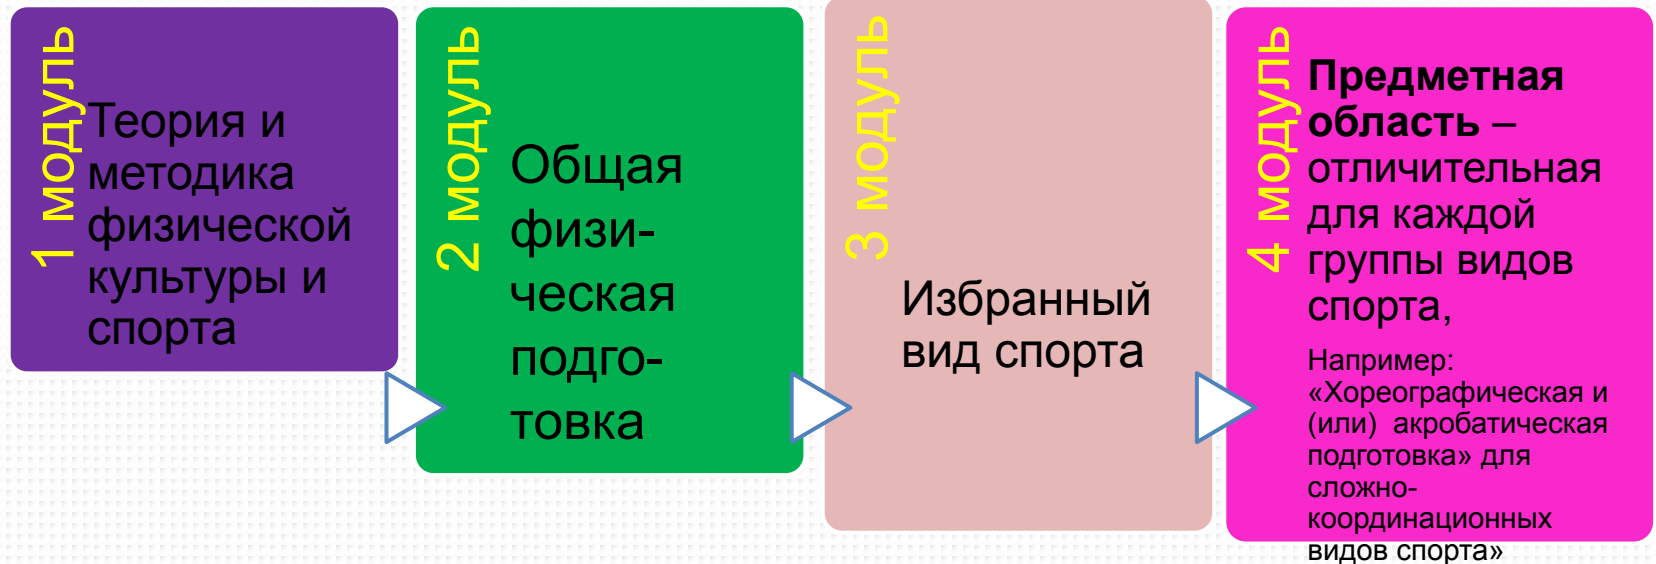 1 модуль
Теория и
методика
физической
культуры и
спорта
2 модуль
Общая
физи-
ческая
подго-
товка
3 модуль
Избранный
вид спорта
4 модуль
Предметная
область –
отличительная
для каждой
группы видов
спорта,
Например:
«Хореографическая и
(или) акробатическая
подготовка» для
сложно-
координационных
видов спорта»